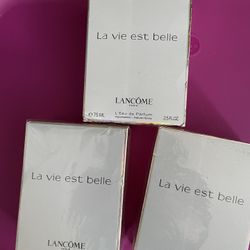 La vie est belle
LANCÔME
PARIS
L'Eau de Parfum
℮ 75 ML
2.5 FL.OZ.
La vie est belle
LANCÔME
La vie est belle
LANCÔME